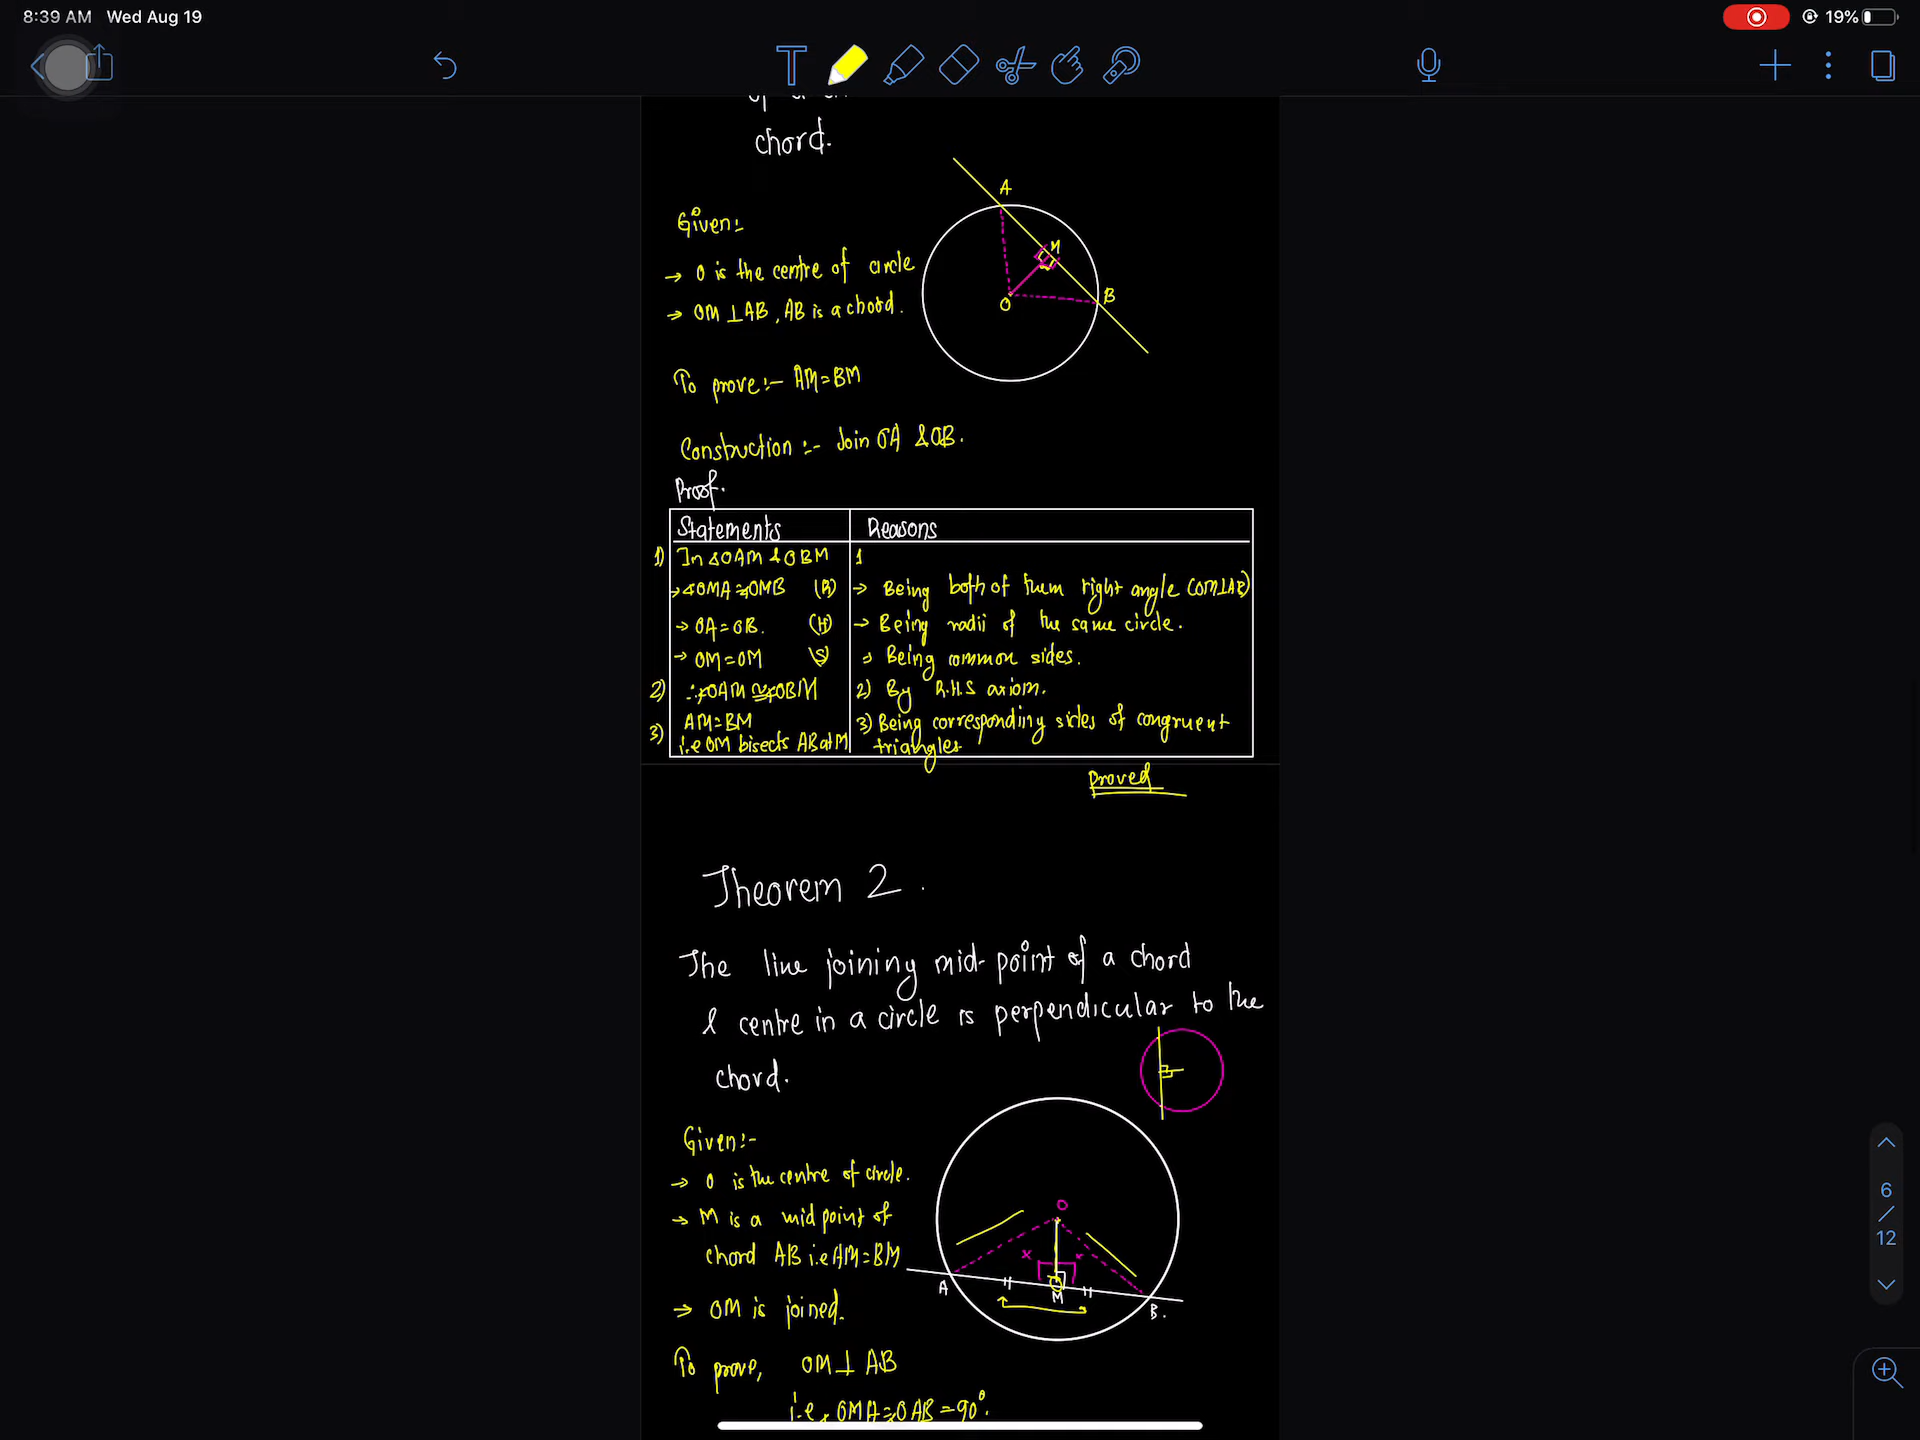 8:39 AM Wed Aug 19
19%
chord.
A
Given:-
M
→ O is the centre of circle
B
O
→ OM ⊥ AB, AB is a chord.
To prove:- AM=BM
Construction :- Join OA & OB.
Proof.
Statements Reasons
1) In ∆OAM & OBM 1
→ ∠OMA = ∠OMB (R) → Being both of them right angle (OM⊥AB)
→ OA = OB. (H) → Being radii of the same circle.
→ OM = OM (S) → Being common sides.
2) ∴ ∆OAM ≅ ∆OBM 2) By R.H.S axiom.
3) AM=BM 3) Being corresponding sides of congruent
i.e OM bisects AB at M triangles.
Proved
Theorem 2.
The line joining mid-point of a chord
& centre in a circle is perpendicular to the
chord.
Given:-
→ O is the centre of circle.
→ M is a mid point of
chord AB i.e AM=BM
O
x x
A M B.
→ OM is joined.
To prove, OM ⊥ AB
i.e, ∠OMA = ∠OAB = 90°.
6
/
12